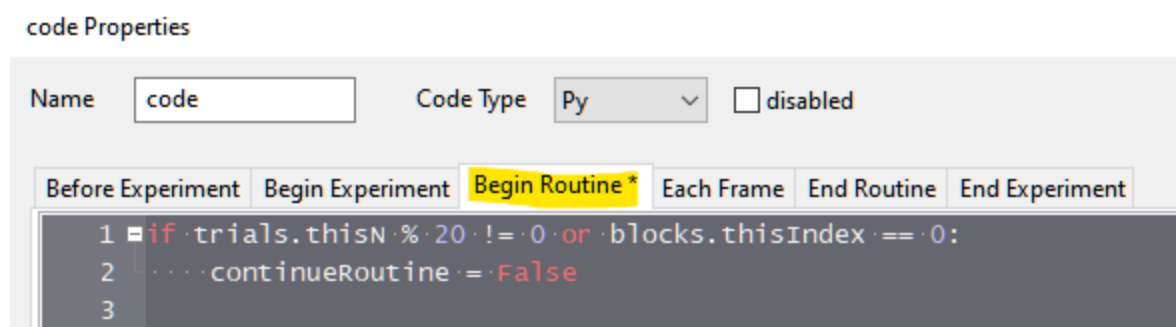 code Properties
Name code Code Type Py disabled
Before Experiment Begin Experiment Begin Routine * Each Frame End Routine End Experiment
1 if trials.thisN % 20 != 0 or blocks.thisIndex == 0:
2 continueRoutine = False
3